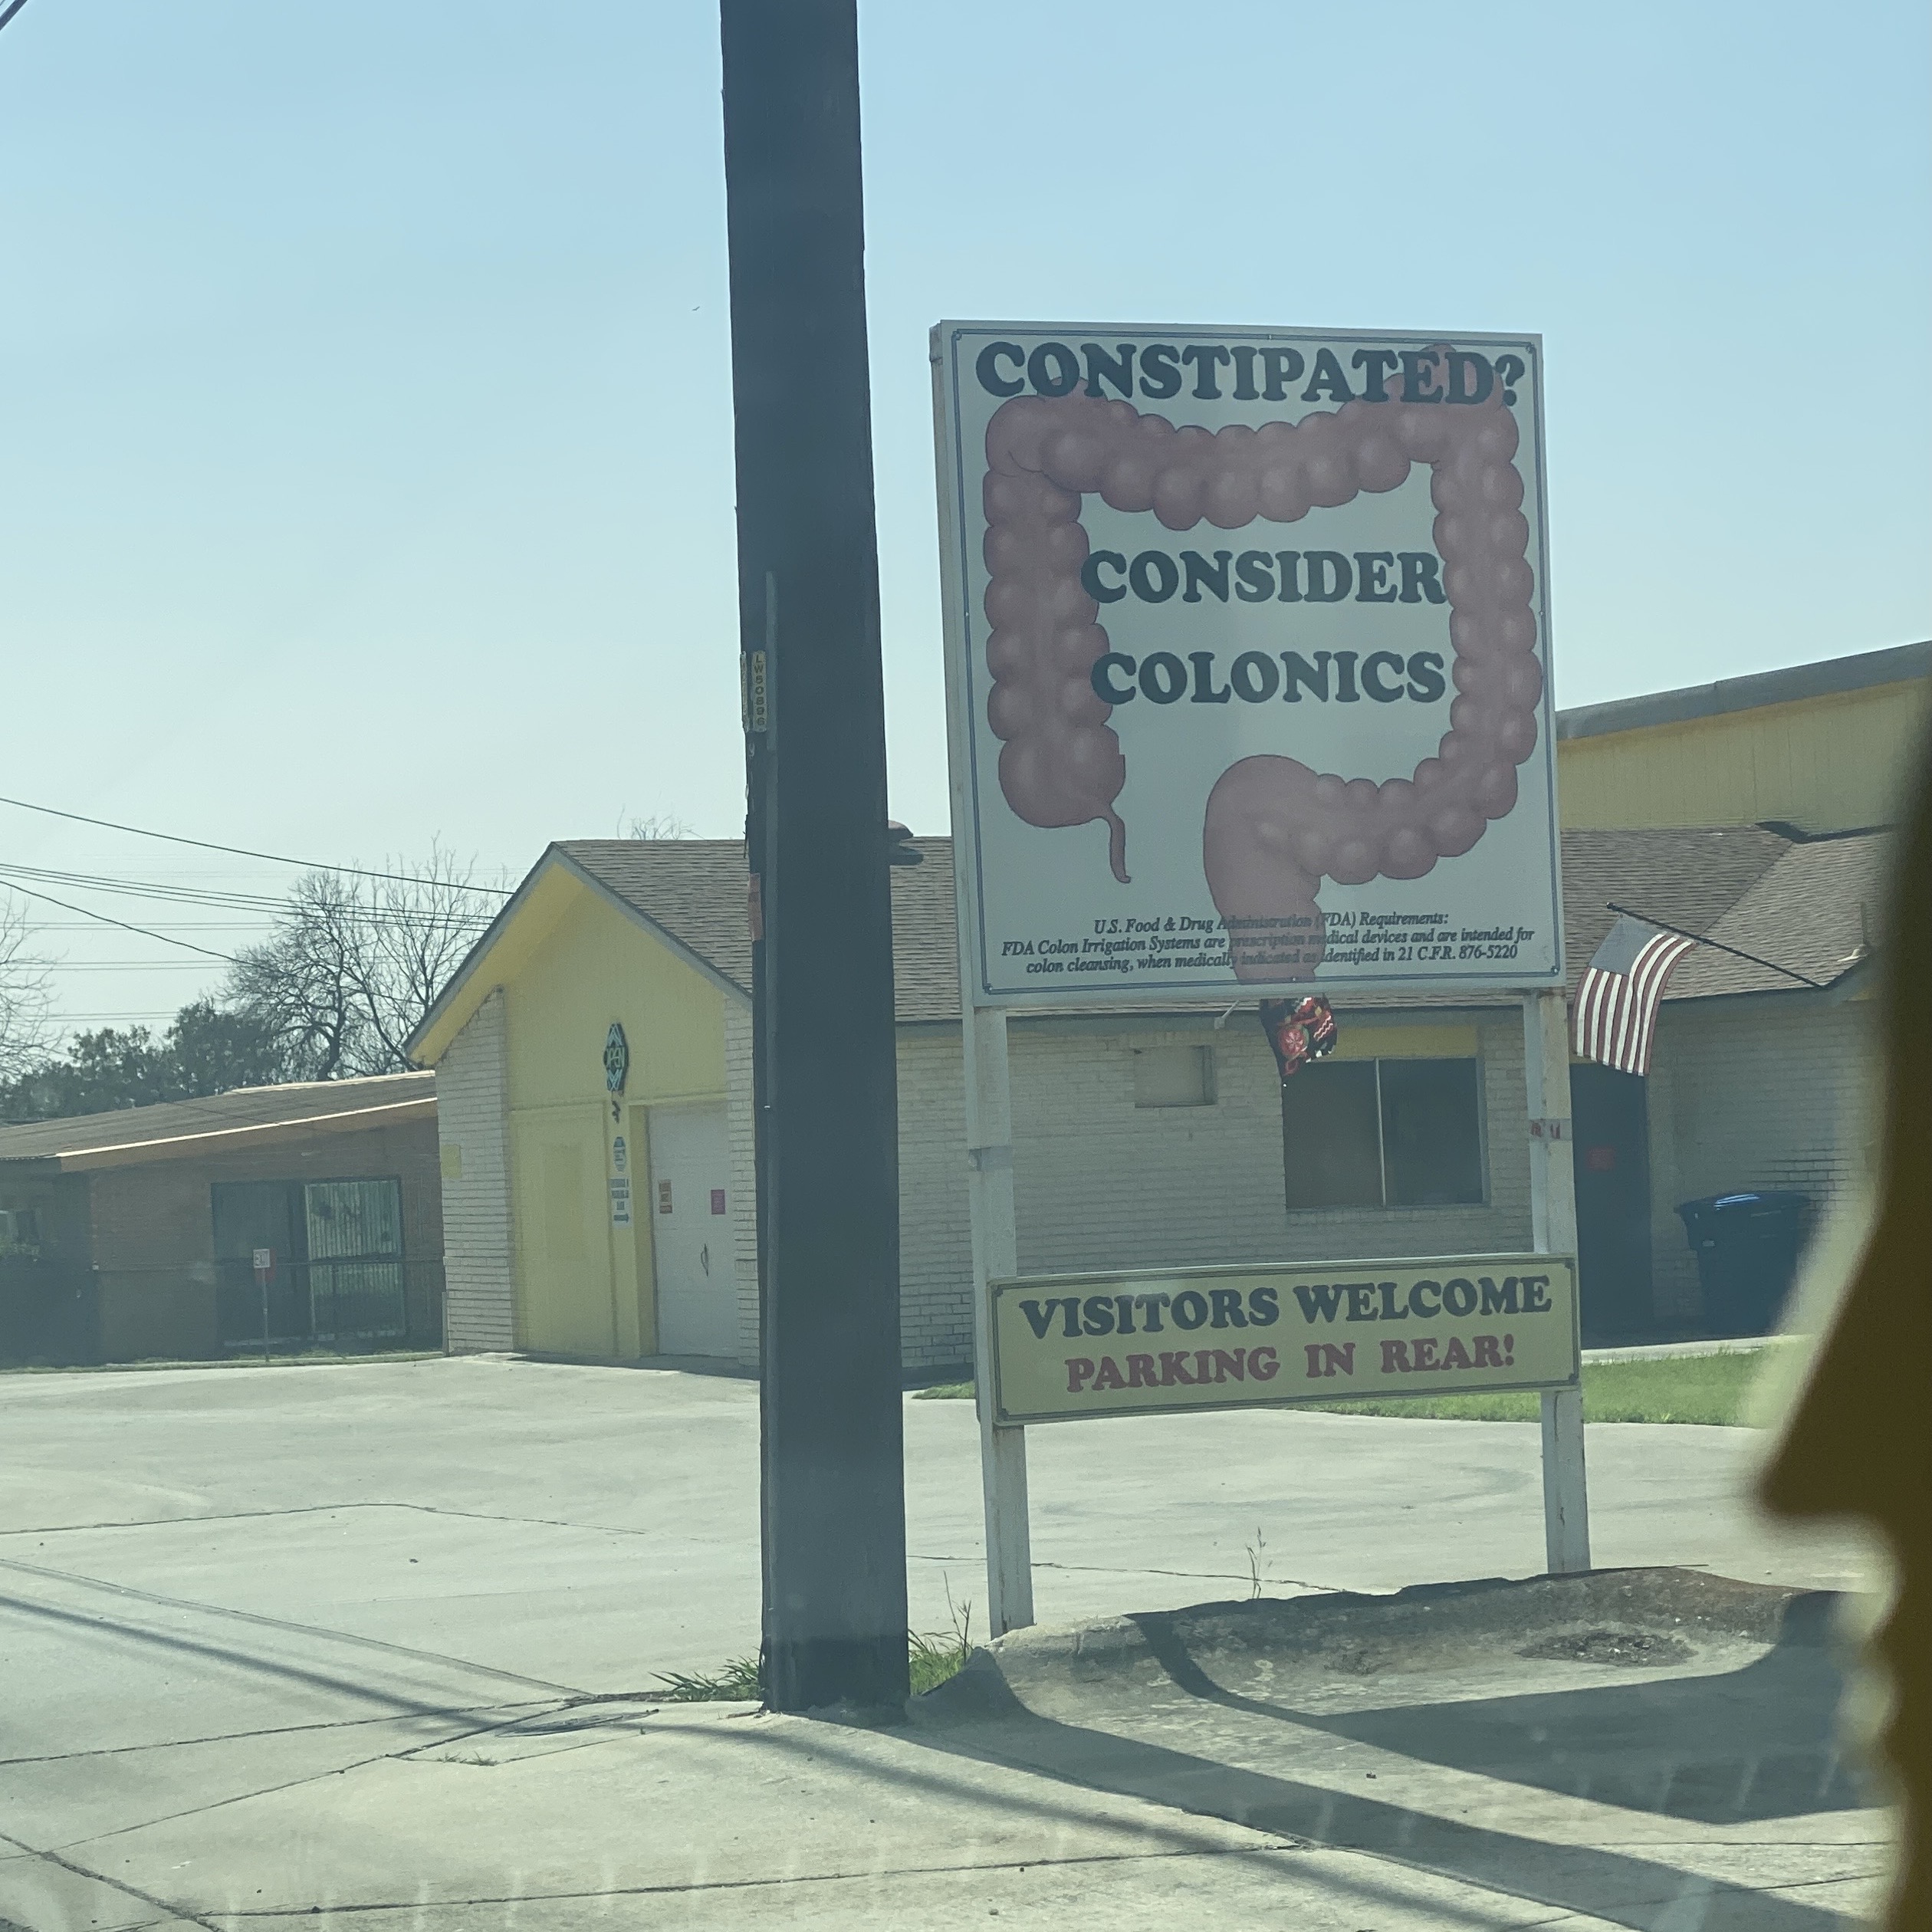 CONSTIPATED?
CONSIDER
COLONICS
U.S. Food & Drug Administration (FDA) Requirements:
FDA Colon Irrigation Systems are prescription medical devices and are intended for
colon cleansing, when medically indicated as identified in 21 C.F.R. 876-5220
VISITORS WELCOME
PARKING IN REAR!
LW50896